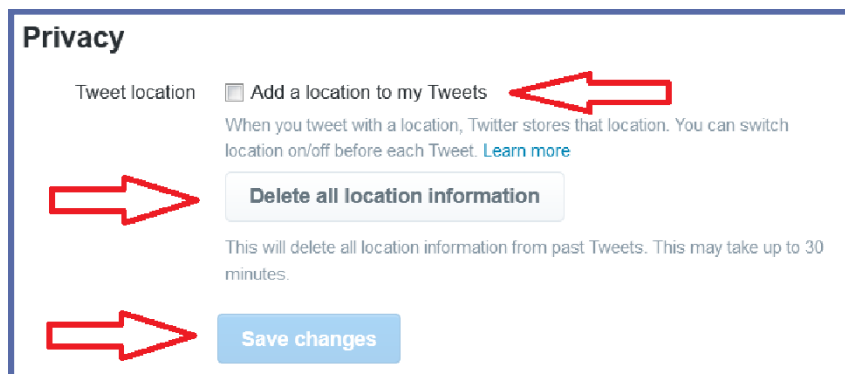 Privacy
Tweet location Add a location to my Tweets
When you tweet with a location, Twitter stores that location. You can switch
location on/off before each Tweet. Learn more
Delete all location information
This will delete all location information from past Tweets. This may take up to 30
minutes.
Save changes